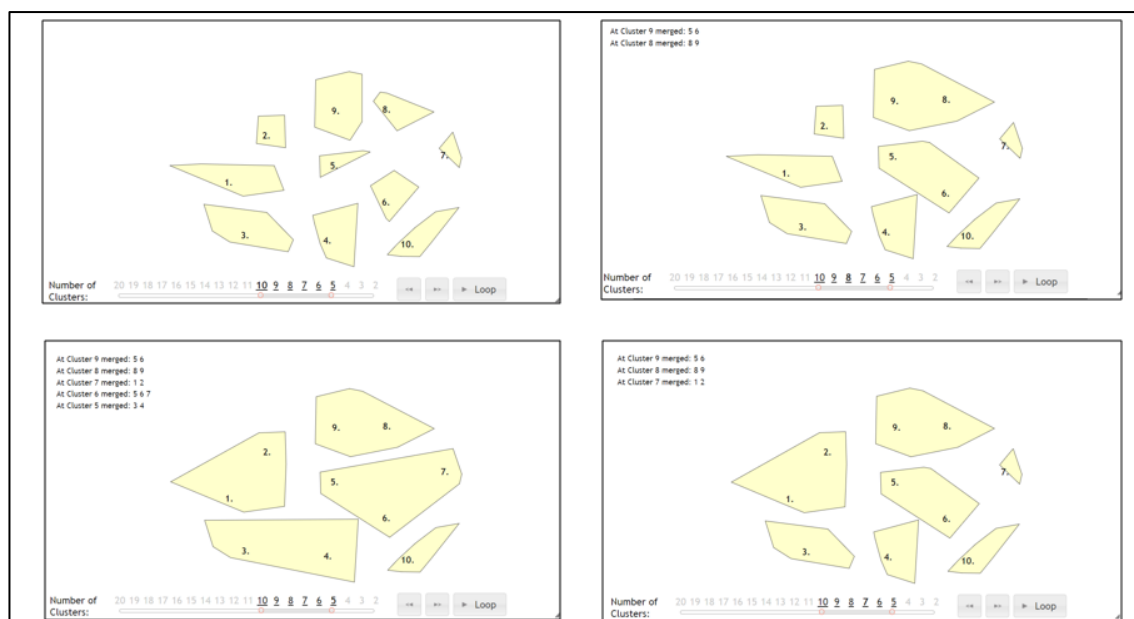 9.
8.
2.
5.
7.
1.
6.
3.
4.
10.
Number of Clusters: 20 19 18 17 16 15 14 13 12 11 10 9 8 7 6 5 4 3 2
Loop
At Cluster 9 merged: 5 6
At Cluster 8 merged: 8 9
9.
8.
2.
5.
7.
1.
6.
3.
4.
10.
Number of Clusters: 20 19 18 17 16 15 14 13 12 11 10 9 8 7 6 5 4 3 2
Loop
At Cluster 9 merged: 5 6
At Cluster 8 merged: 8 9
At Cluster 7 merged: 1 2
At Cluster 6 merged: 5 6 7
At Cluster 5 merged: 3 4
9.
8.
2.
7.
5.
1.
6.
3.
4.
10.
Number of Clusters: 20 19 18 17 16 15 14 13 12 11 10 9 8 7 6 5 4 3 2
Loop
At Cluster 9 merged: 5 6
At Cluster 8 merged: 8 9
At Cluster 7 merged: 1 2
9.
8.
2.
7.
5.
1.
6.
3.
4.
10.
Number of Clusters: 20 19 18 17 16 15 14 13 12 11 10 9 8 7 6 5 4 3 2
Loop